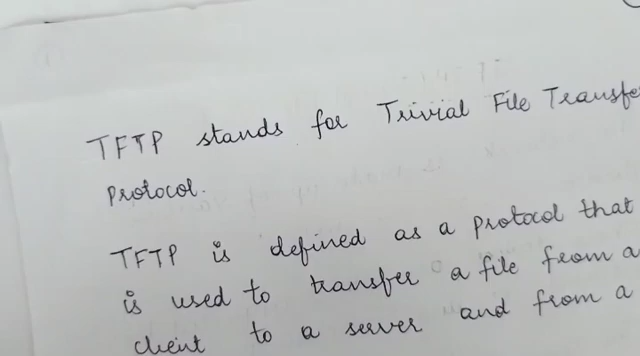 TFTP stands for Trivial File Transfe
Protocol.
TFTP is defined as a protocol that
is used to transfer a file from a
client to a server and from a